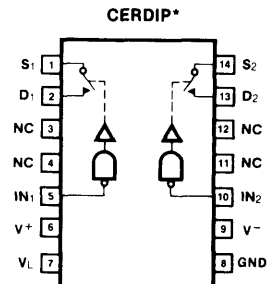 CERDIP*
S1 1 14 S2
D1 2 13 D2
NC 3 12 NC
NC 4 11 NC
IN1 5 10 IN2
V+ 6 9 V-
VL 7 8 GND